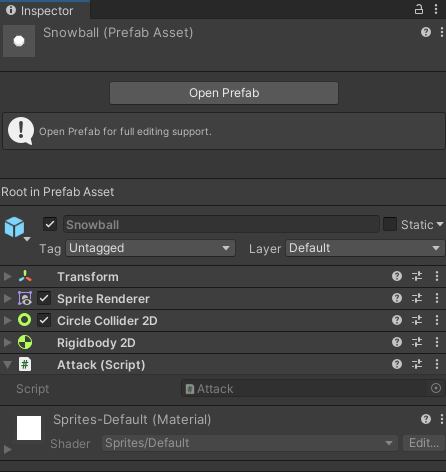 Inspector
Snowball (Prefab Asset)
Open Prefab
Open Prefab for full editing support.
Root in Prefab Asset
Snowball Static
Tag Untagged Layer Default
Transform
Sprite Renderer
Circle Collider 2D
Rigidbody 2D
# Attack (Script)
Script # Attack
Sprites-Default (Material)
Shader Sprites/Default Edit...